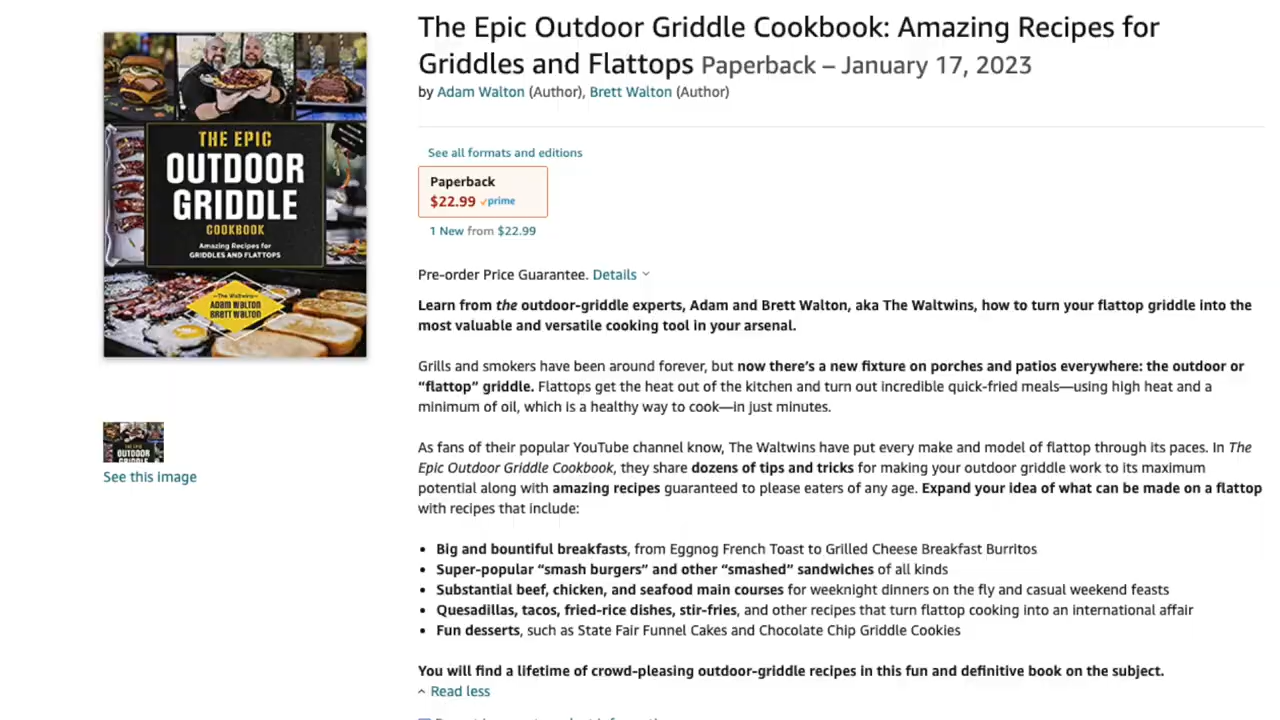 The Epic Outdoor Griddle Cookbook: Amazing Recipes for
Griddles and Flattops Paperback – January 17, 2023
by Adam Walton (Author), Brett Walton (Author)
THE EPIC
OUTDOOR
GRIDDLE
COOKBOOK
Amazing Recipes for
GRIDDLES AND FLATTOPS
The Waltwins
ADAM WALTON
BRETT WALTON
THE EPIC
OUTDOOR
GRIDDLE
See this image
See all formats and editions
Paperback
$22.99 prime
1 New from $22.99
Pre-order Price Guarantee. Details
Learn from the outdoor-griddle experts, Adam and Brett Walton, aka The Waltwins, how to turn your flattop griddle into the
most valuable and versatile cooking tool in your arsenal.
Grills and smokers have been around forever, but now there’s a new fixture on porches and patios everywhere: the outdoor or
“flattop” griddle. Flattops get the heat out of the kitchen and turn out incredible quick-fried meals—using high heat and a
minimum of oil, which is a healthy way to cook—in just minutes.
As fans of their popular YouTube channel know, The Waltwins have put every make and model of flattop through its paces. In The
Epic Outdoor Griddle Cookbook, they share dozens of tips and tricks for making your outdoor griddle work to its maximum
potential along with amazing recipes guaranteed to please eaters of any age. Expand your idea of what can be made on a flattop
with recipes that include:
• Big and bountiful breakfasts, from Eggnog French Toast to Grilled Cheese Breakfast Burritos
• Super-popular “smash burgers” and other “smashed” sandwiches of all kinds
• Substantial beef, chicken, and seafood main courses for weeknight dinners on the fly and casual weekend feasts
• Quesadillas, tacos, fried-rice dishes, stir-fries, and other recipes that turn flattop cooking into an international affair
• Fun desserts, such as State Fair Funnel Cakes and Chocolate Chip Griddle Cookies
You will find a lifetime of crowd-pleasing outdoor-griddle recipes in this fun and definitive book on the subject.
Read less